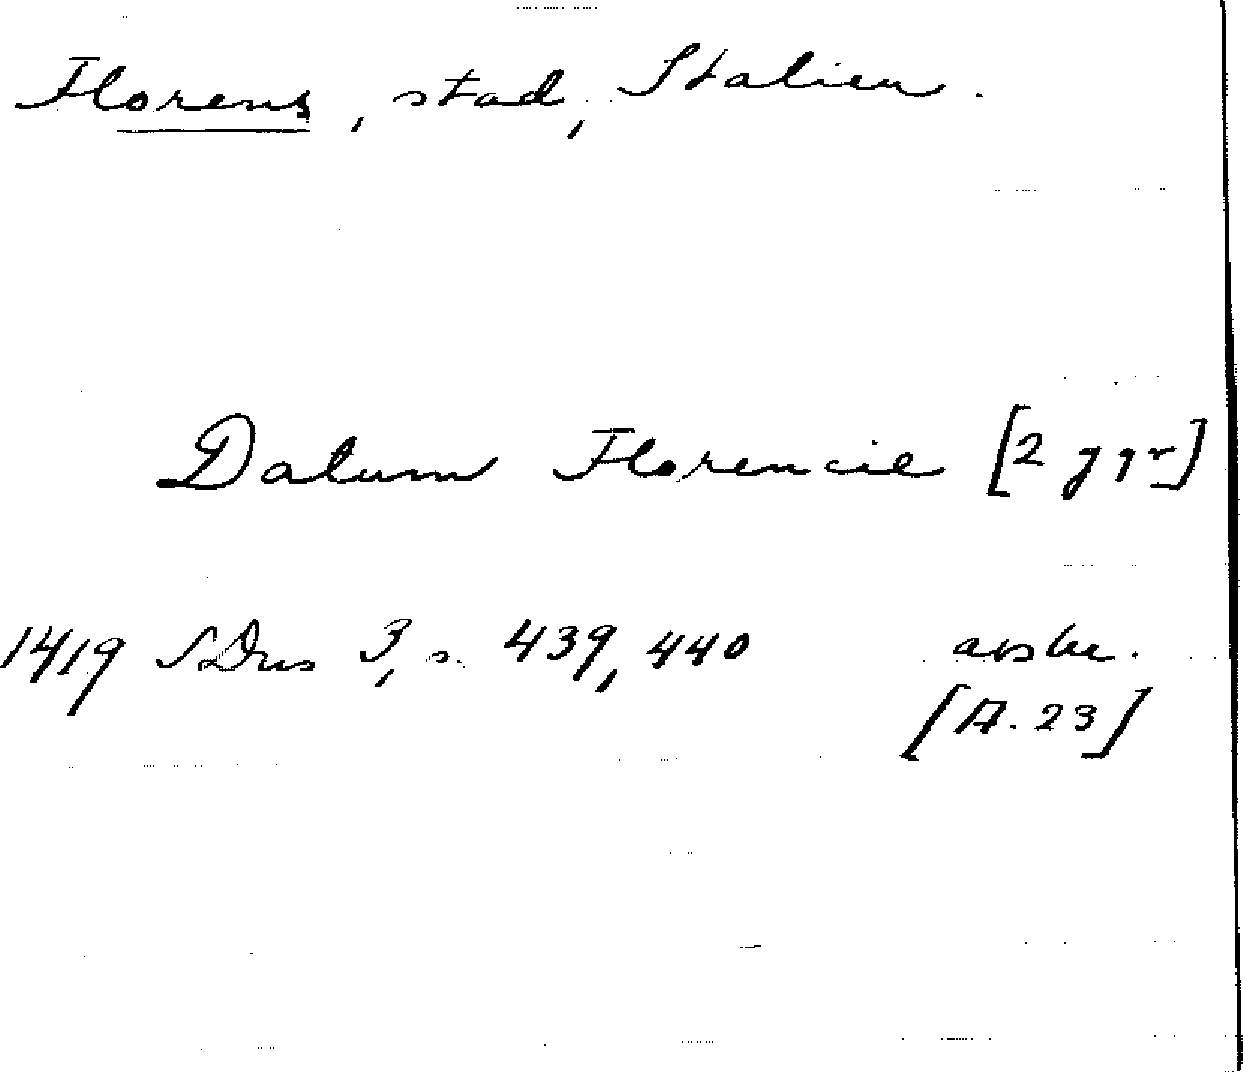 Florens, stad, Italien.
Datum Florencie [2 ggr]
1419 SDns 3, s. 439, 440 avskr.
[A. 23]